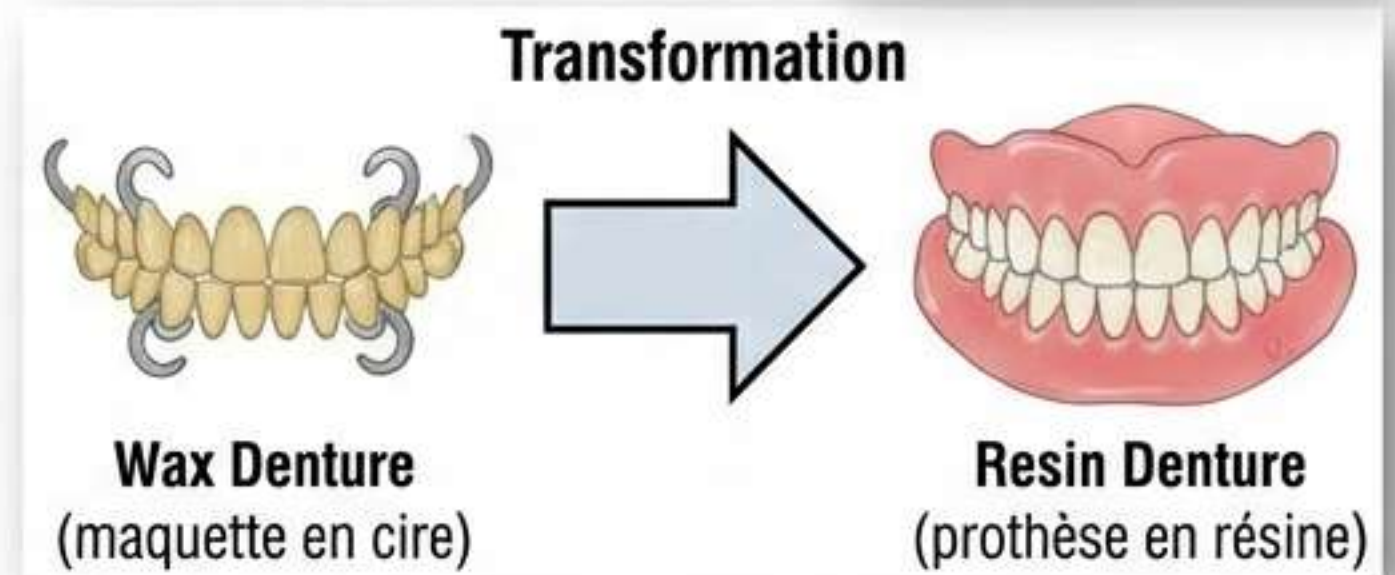 Transformation
Wax Denture
(maquette en cire)
Resin Denture
(prothèse en résine)